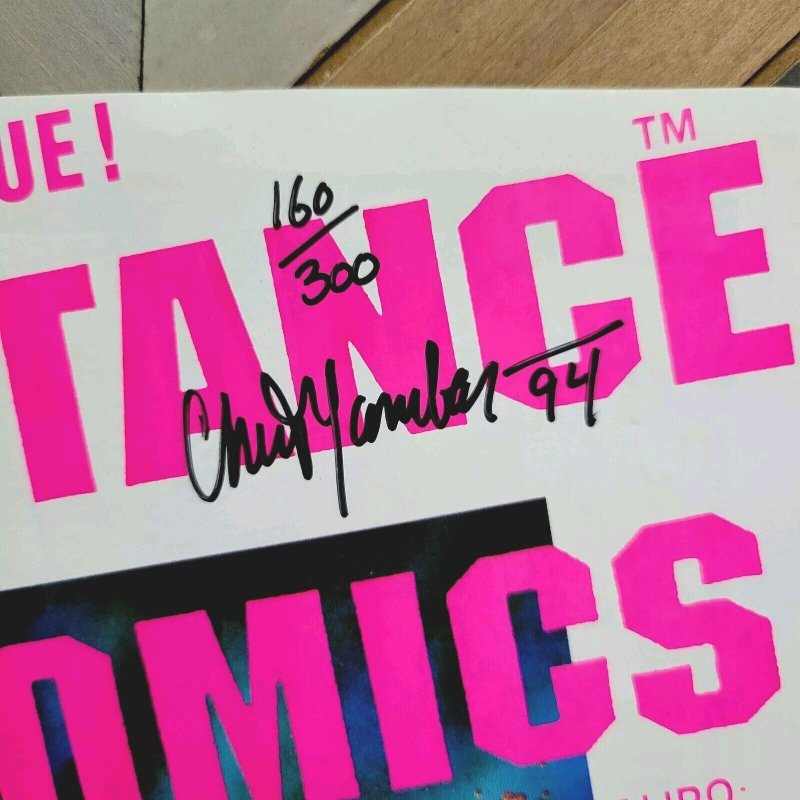 UE!
TM
160/300
TANCE
Chris Yambar 94
OMICS